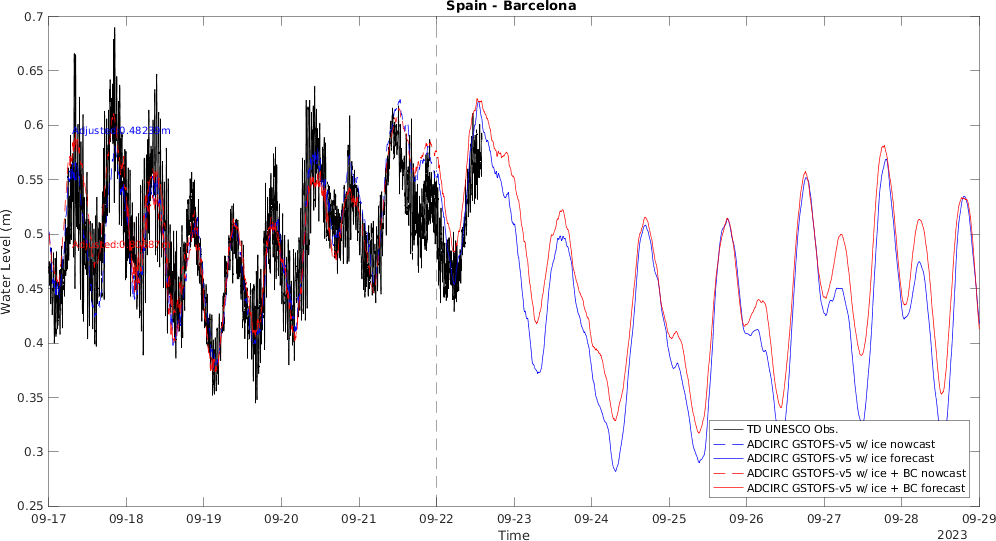 Spain - Barcelona
0.7
0.65
0.6
0.55
0.5
0.45
0.4
0.35
0.3
0.25
Water Level (m)
TD UNESCO Obs.
ADCIRC GSTOFS-v5 w/ ice nowcast
ADCIRC GSTOFS-v5 w/ ice forecast
ADCIRC GSTOFS-v5 w/ ice + BC nowcast
ADCIRC GSTOFS-v5 w/ ice + BC forecast
09-17 09-18 09-19 09-20 09-21 09-22 09-23 09-24 09-25 09-26 09-27 09-28 09-29
Time
2023